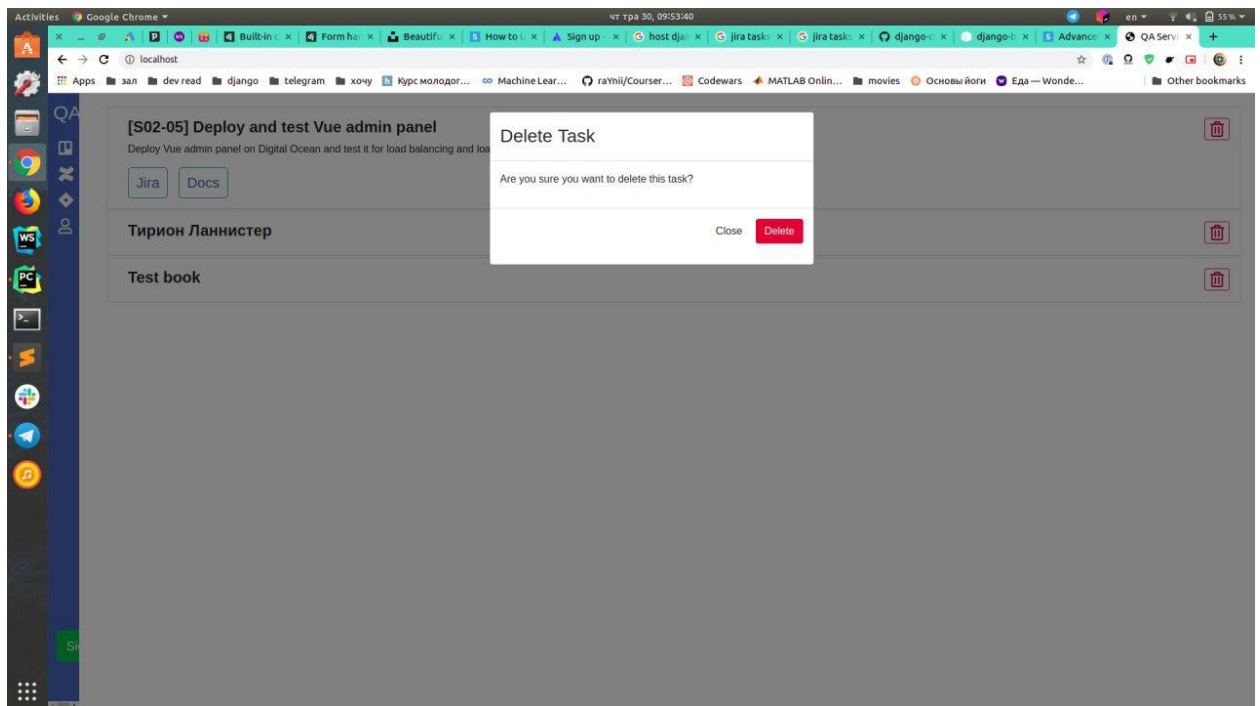 Activities Google Chrome чт тра 30, 09:53:40 en 55%
Built-in c Form ha Beautifu How to U Sign up - host djan jira tasks jira tasks django-c django-b Advance QA Servi
localhost
Apps зал dev read django telegram хочу Курс молодог... Machine Lear... raYnii/Courser... Codewars MATLAB Onlin... movies Основы йоги Еда — Wonde... Other bookmarks
QA
[S02-05] Deploy and test Vue admin panel
Deploy Vue admin panel on Digital Ocean and test it for load balancing and loa
Jira Docs
Delete Task
Are you sure you want to delete this task?
Close Delete
Тирион Ланнистер
Test book
Si